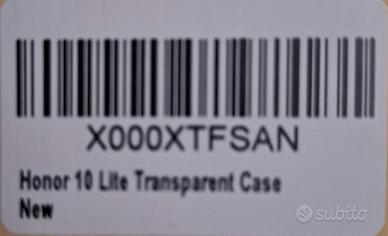 X000XTFSAN
Honor 10 Lite Transparent Case
New
subito